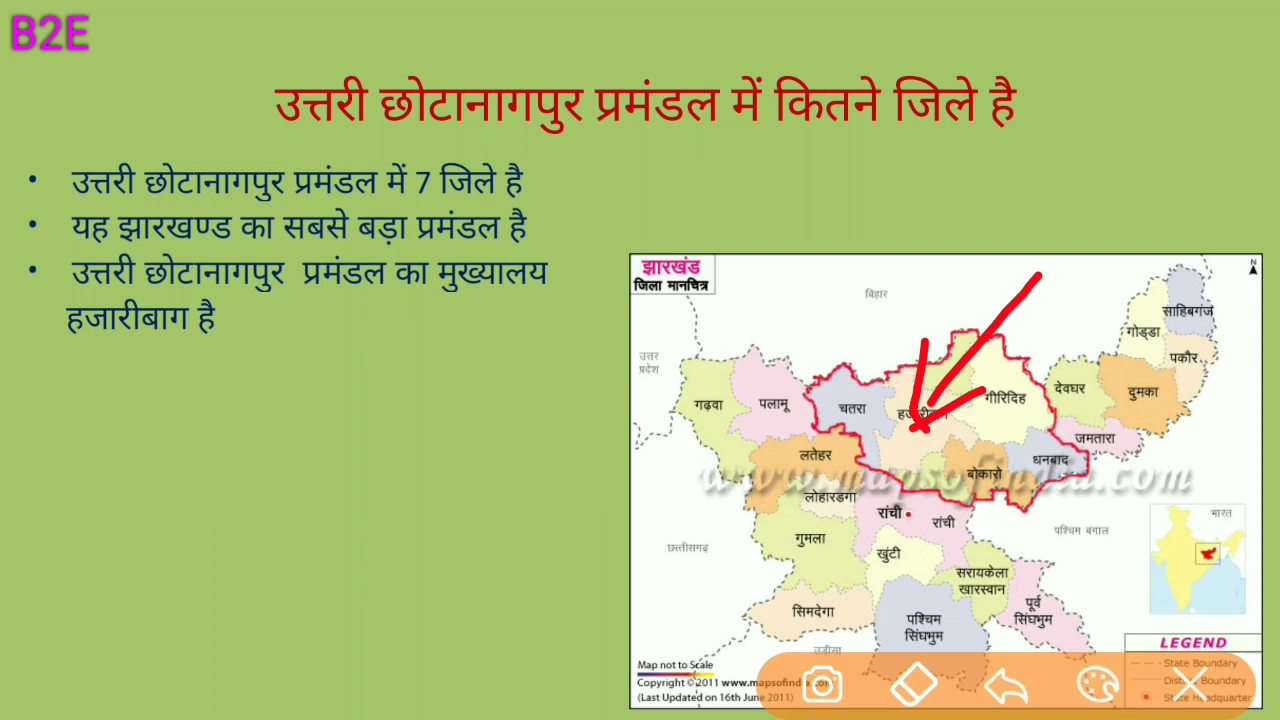 B2E
उत्तरी छोटानागपुर प्रमंडल में कितने जिले है
• उत्तरी छोटानागपुर प्रमंडल में 7 जिले है
• यह झारखण्ड का सबसे बड़ा प्रमंडल है
• उत्तरी छोटानागपुर प्रमंडल का मुख्यालय
हजारीबाग है
झारखंड
जिला मानचित्र
N
बिहार
साहिबगंज
गोड्डा
उत्तर
प्रदेश
पकौर
देवघर
दुमका
गढ़वा
पलामू
चतरा
गीरिदिह
जमतारा
लतेहर
धनबाद
बोकारो
www.mapsofindia.com
लोहारडगा
रांची
रांची
भारत
पश्चिम बंगाल
गुमला
छत्तीसगढ़
खुंटी
सरायकेला
खारस्वान
सिमदेगा
पूर्व
सिंघभुम
पश्चिम
सिंघभुम
उड़ीसा
LEGEND
Map not to Scale
State Boundary
Copyright ©2011 www.mapsofindia
(Last Updated on 16th June 2011)
State Headquarter